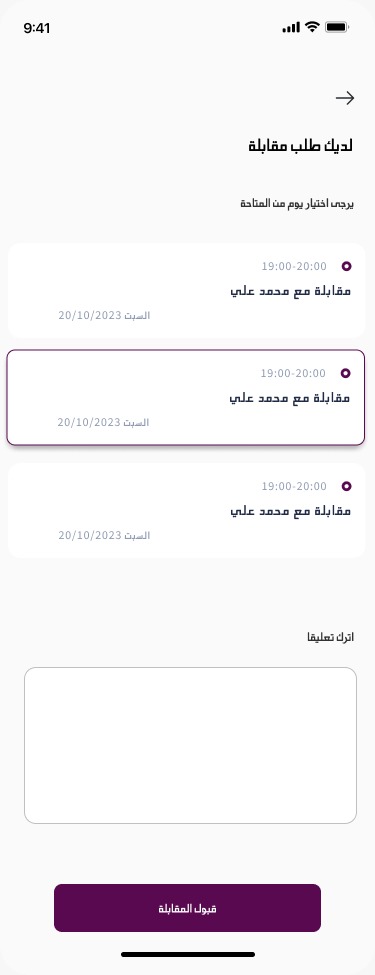 9:41
لديك طلب مقابلة
يرجى اختيار يوم من المتاحة
19:00-20:00
مقابلة مع محمد علي
السبت 20/10/2023
19:00-20:00
مقابلة مع محمد علي
السبت 20/10/2023
19:00-20:00
مقابلة مع محمد علي
السبت 20/10/2023
اترك تعليقا
قبول المقابلة